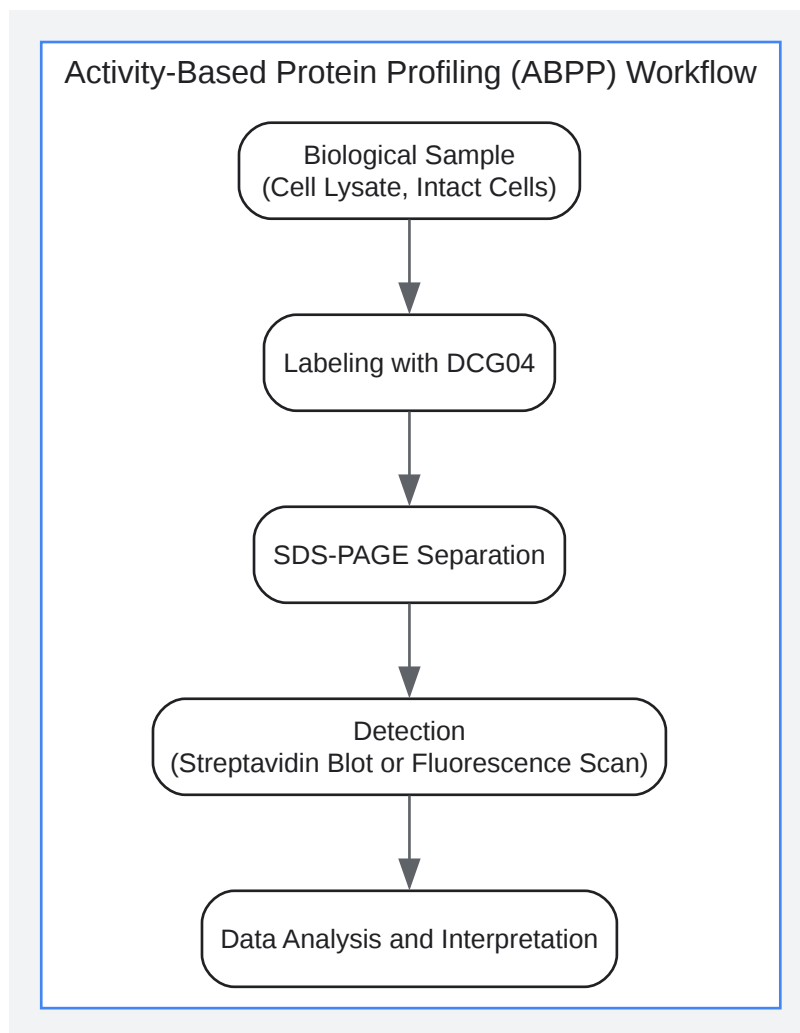 Activity-Based Protein Profiling (ABPP) Workflow
Biological Sample
(Cell Lysate, Intact Cells)
Labeling with DCG04
SDS-PAGE Separation
Detection
(Streptavidin Blot or Fluorescence Scan)
Data Analysis and Interpretation